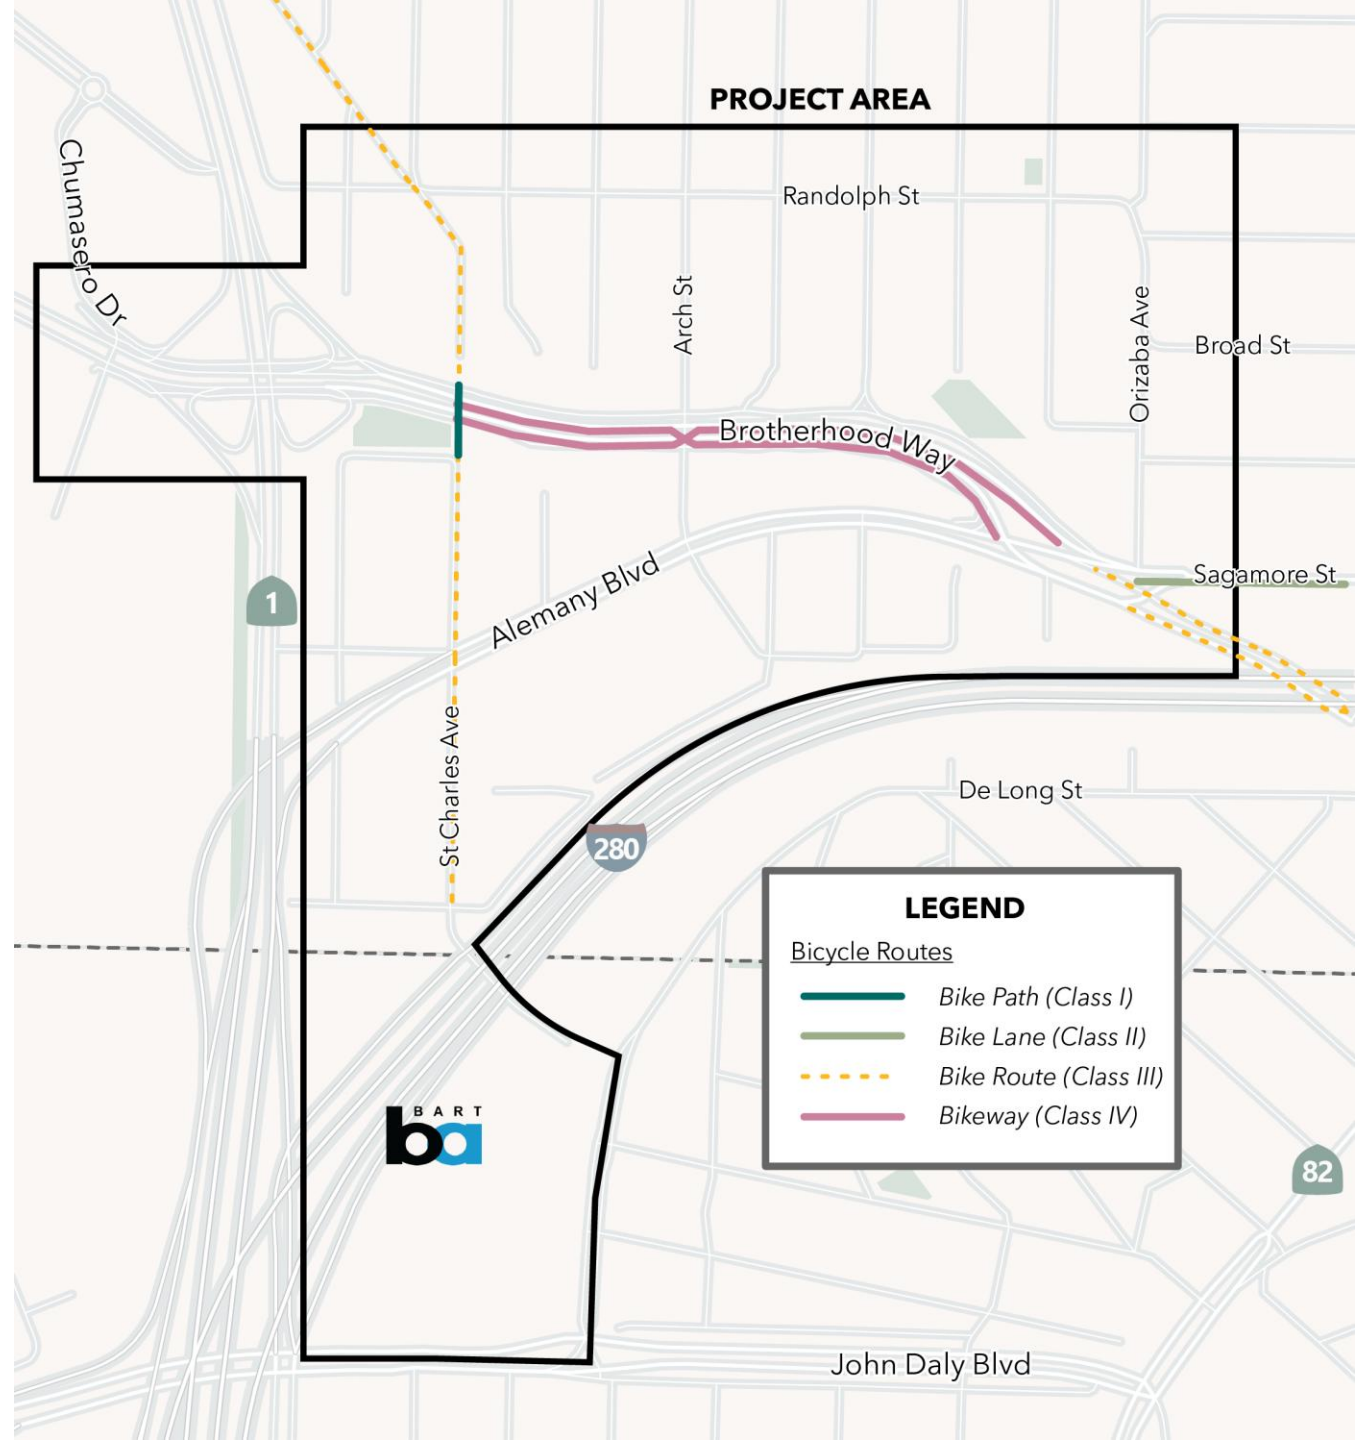 PROJECT AREA
Chumasero Dr
Randolph St
Arch St
Orizaba Ave
Broad St
Brotherhood Way
Sagamore St
Alemany Blvd
1
St Charles Ave
De Long St
280
LEGEND
Bicycle Routes
Bike Path (Class I)
Bike Lane (Class II)
Bike Route (Class III)
Bikeway (Class IV)
BART
ba
82
John Daly Blvd